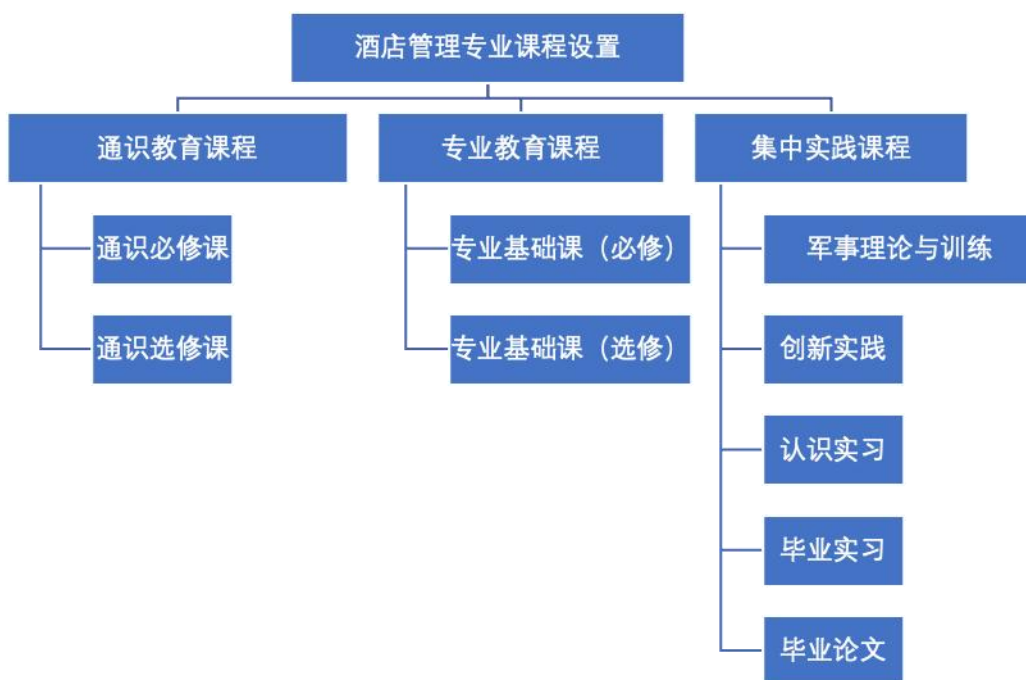 酒店管理专业课程设置
通识教育课程
专业教育课程
集中实践课程
通识必修课
专业基础课（必修）
军事理论与训练
通识选修课
专业基础课（选修）
创新实践
认识实习
毕业实习
毕业论文